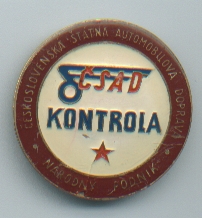 ČESKOSLOVENSKÁ ŠTÁTNA AUTOMOBILOVÁ DOPRAVA
ČSAD
KONTROLA
NÁRODNÝ PODNIK